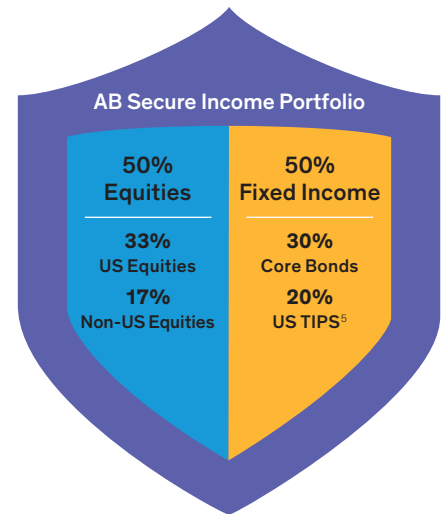 AB Secure Income Portfolio
50%
Equities
33%
US Equities
17%
Non-US Equities
50%
Fixed Income
30%
Core Bonds
20%
US TIPS⁵